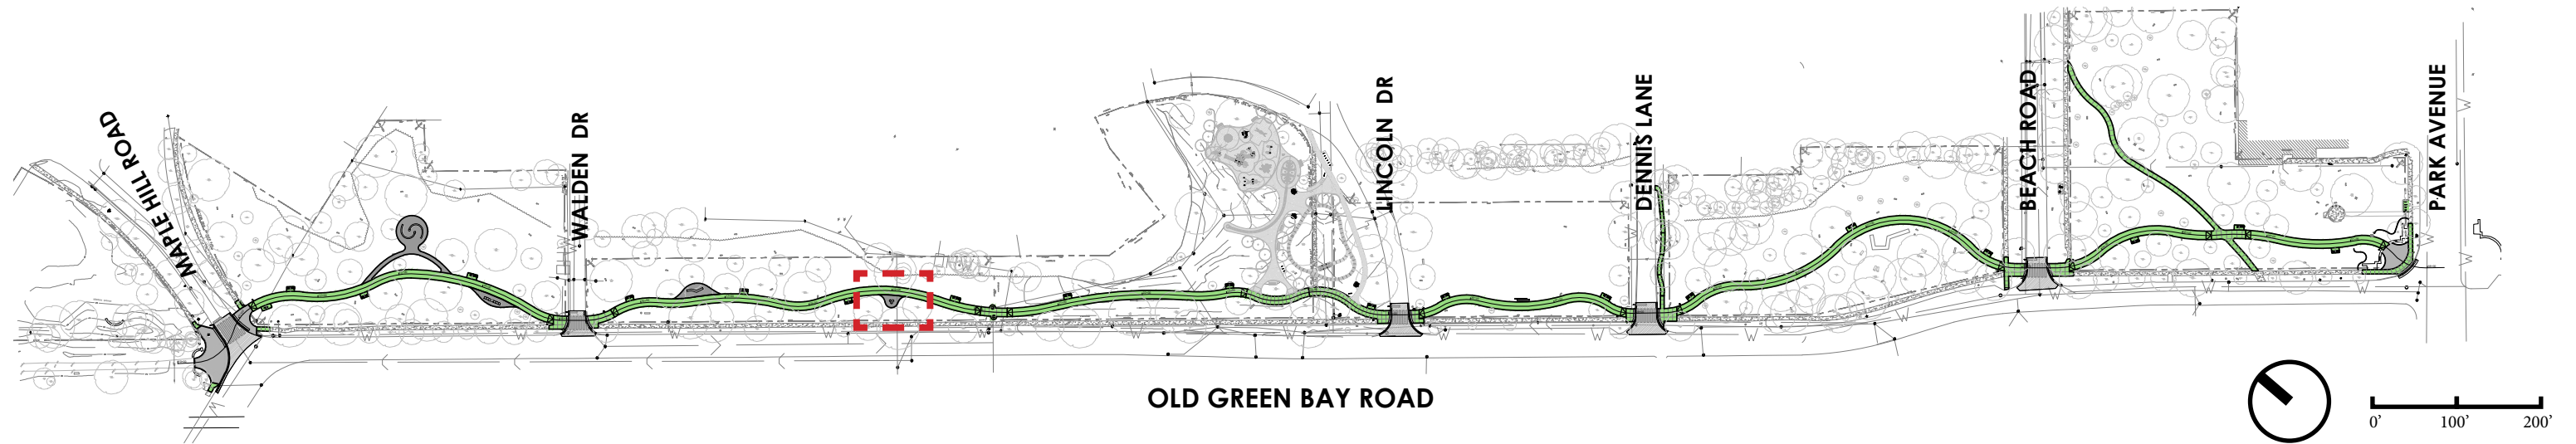 MAPLE HILL ROAD
WALDEN DR
LINCOLN DR
DENNIS LANE
BEACH ROAD
PARK AVENUE
OLD GREEN BAY ROAD
0' 100' 200'